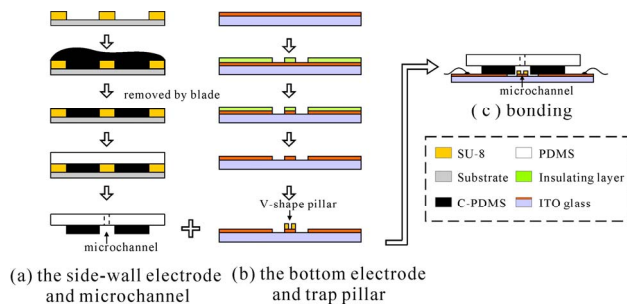 removed by blade
microchannel
(a) the side-wall electrode
and microchannel
V-shape pillar
(b) the bottom electrode
and trap pillar
microchannel
(c) bonding
SU-8
PDMS
Substrate
Insulating layer
C-PDMS
ITO glass